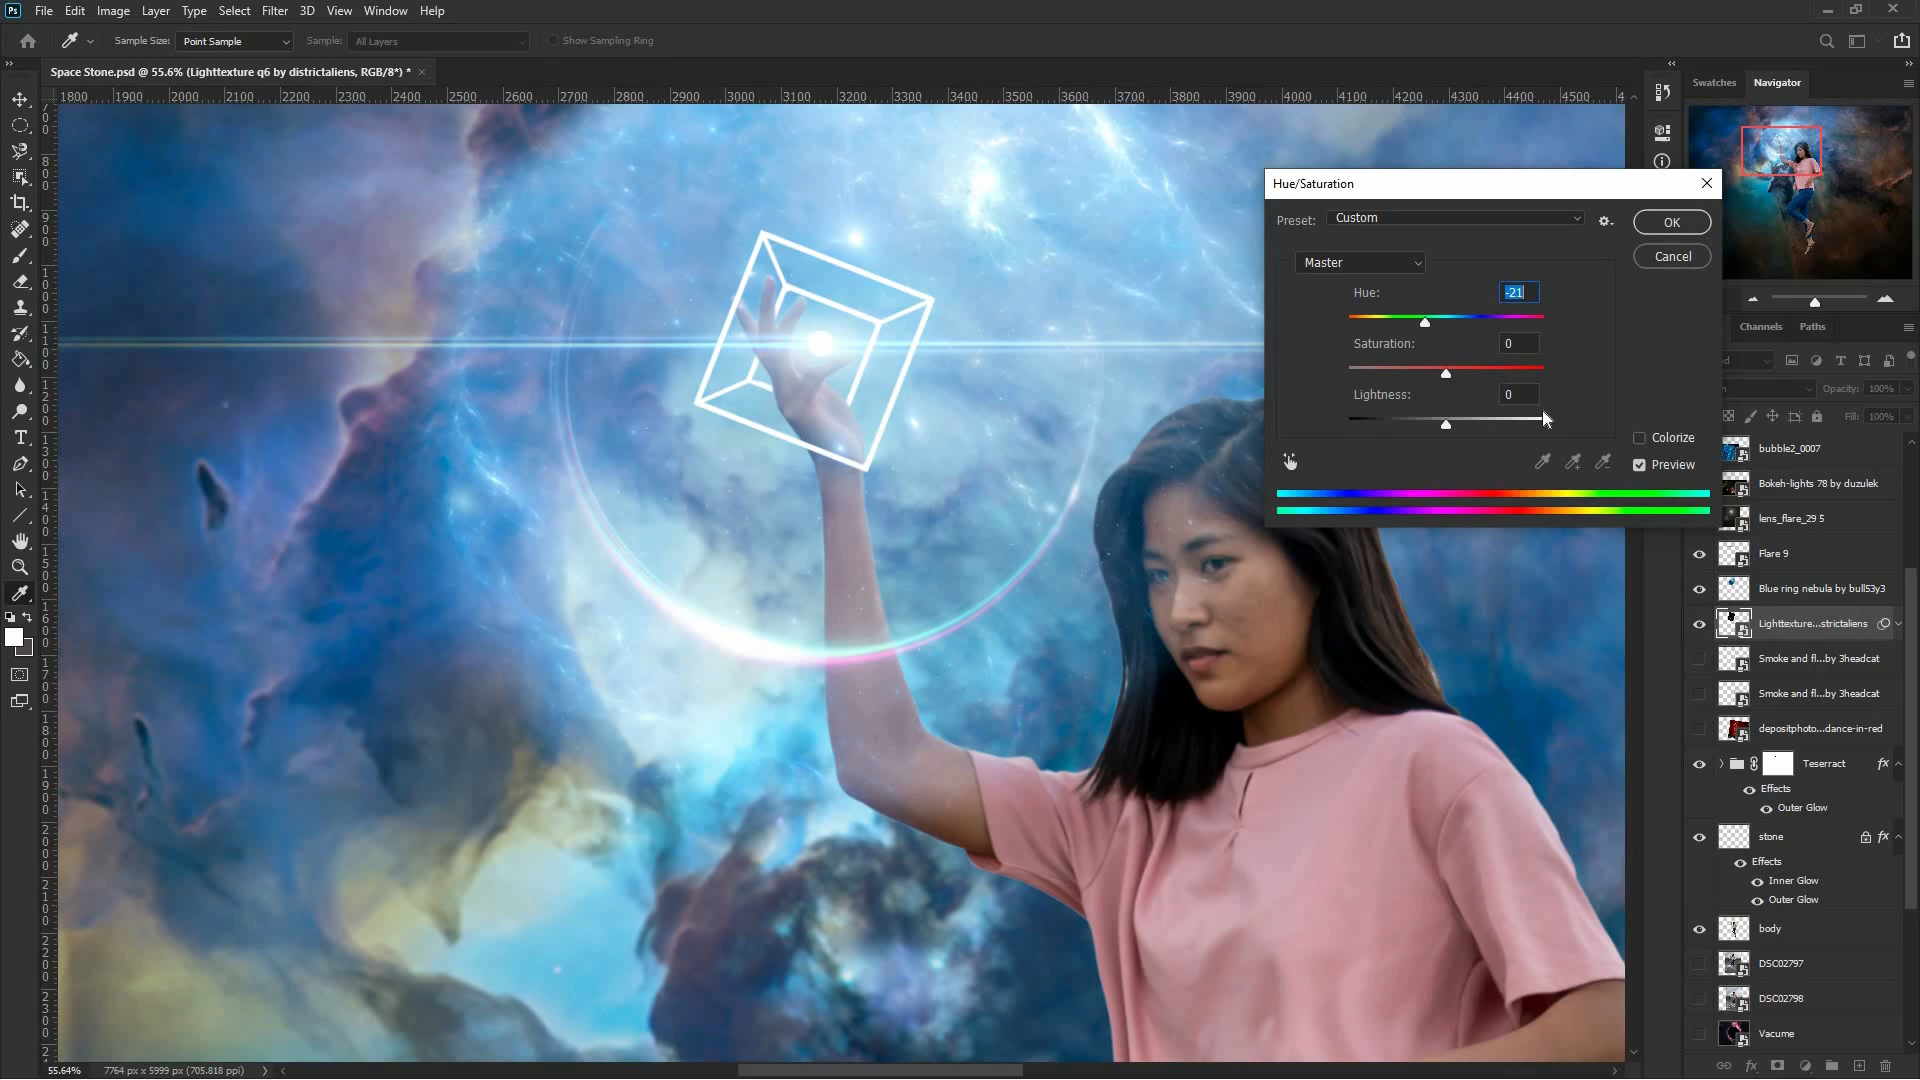 Ps File Edit Image Layer Type Select Filter 3D View Window Help
Sample Size: Point Sample Sample: All Layers Show Sampling Ring
Space Stone.psd @ 55.6% (Lighttexture q6 by districtaliens, RGB/8*) *
Swatches Navigator
1800 1900 2000 2100 2200 2300 2400 2500 2600 2700 2800 2900 3000 3100 3200 3300 3400 3500 3600 3700 3800 3900 4000 4100 4200 4300 4400 4500 4
Hue/Saturation
Preset: Custom
OK
Master
Cancel
Hue: -21
Saturation: 0
Lightness: 0
Colorize
Preview
Channels Paths
Opacity: 100%
Fill: 100%
bubble2_0007
Bokeh-lights 78 by duzulek
lens_flare_29 5
Flare 9
Blue ring nebula by bull53y3
Lighttexture...strictaliens
Smoke and fl...by 3headcat
Smoke and fl...by 3headcat
depositphoto...dance-in-red
Teserract fx
Effects
Outer Glow
stone fx
Effects
Inner Glow
Outer Glow
body
DSC02797
DSC02798
Vacume
55.64% 7764 px x 5999 px (705.818 ppi)
fx